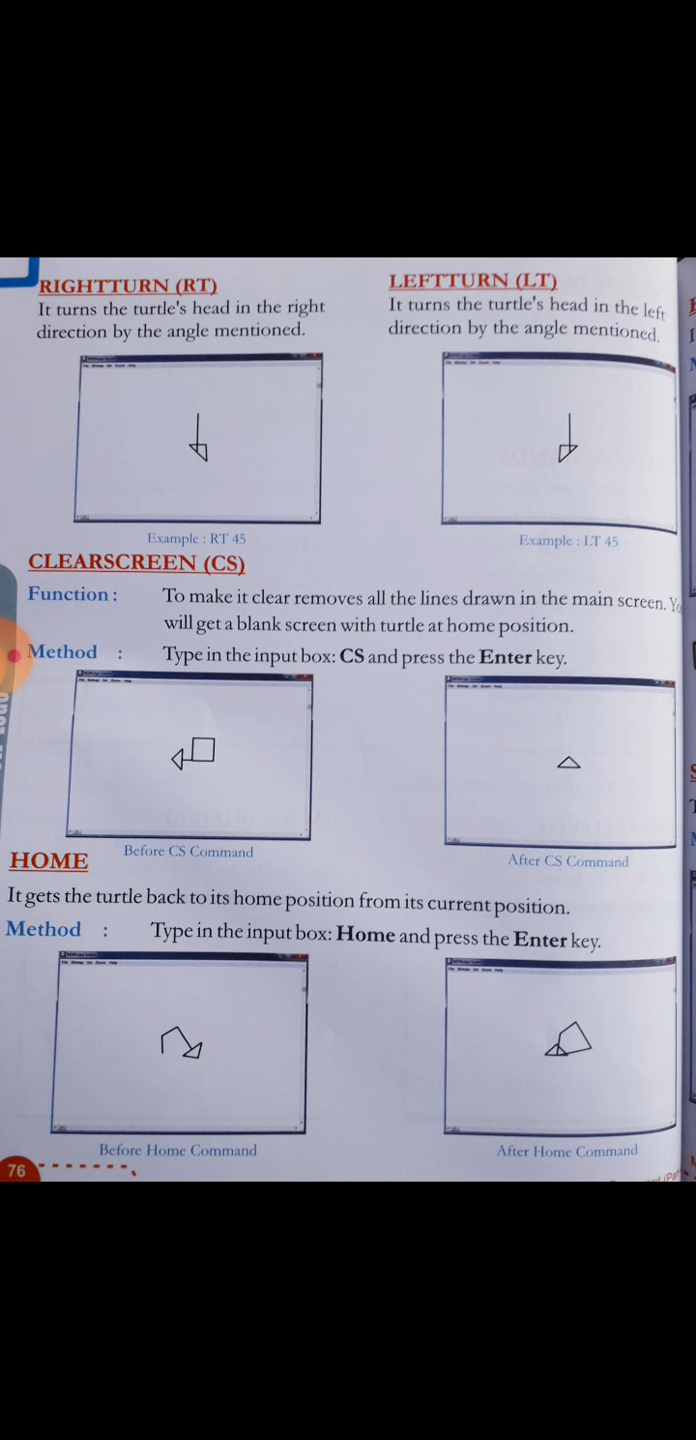 RIGHTTURN (RT)
It turns the turtle's head in the right
direction by the angle mentioned.
LEFTTURN (LT)
It turns the turtle's head in the left
direction by the angle mentioned.
Example : RT 45
Example : LT 45
CLEARSCREEN (CS)
Function : To make it clear removes all the lines drawn in the main screen.
will get a blank screen with turtle at home position.
Method : Type in the input box: CS and press the Enter key.
Before CS Command
After CS Command
HOME
It gets the turtle back to its home position from its current position.
Method : Type in the input box: Home and press the Enter key.
Before Home Command
After Home Command
76